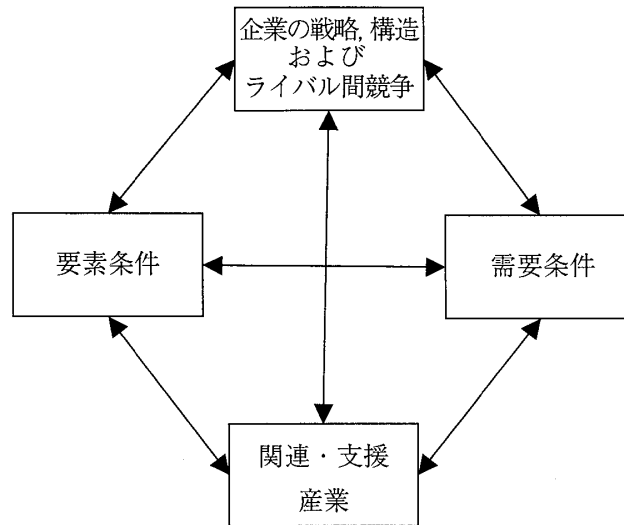 企業の戦略,構造
および
ライバル間競争
要素条件
需要条件
関連・支援
産業